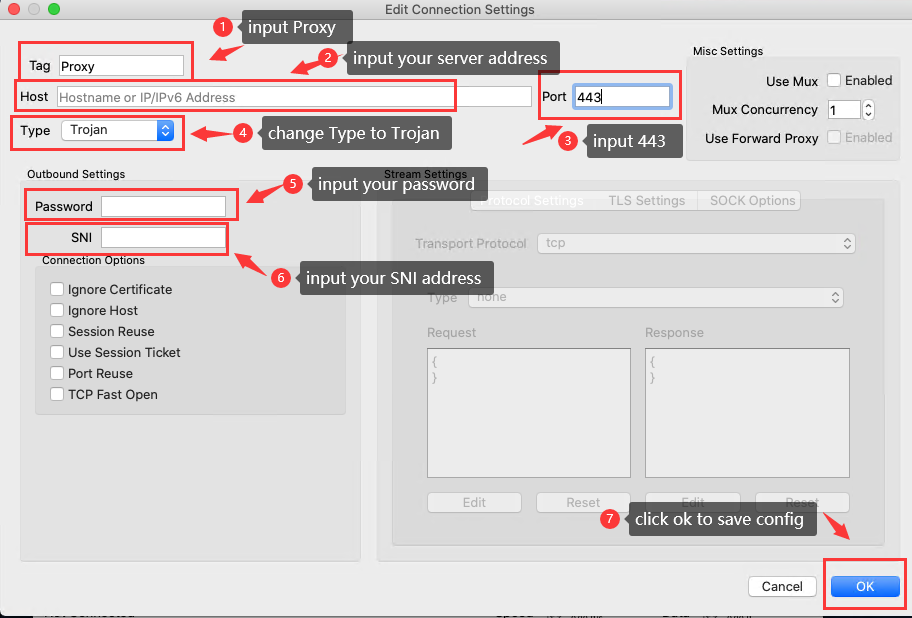 Edit Connection Settings
1 input Proxy
Tag Proxy
2 input your server address
Host Hostname or IP/IPv6 Address
Port 443
3 input 443
Type Trojan
4 change Type to Trojan
Misc Settings
Use Mux Enabled
Mux Concurrency 1
Use Forward Proxy Enabled
Outbound Settings
Password
5 input your password
SNI
6 input your SNI address
Connection Options
Ignore Certificate
Ignore Host
Session Reuse
Use Session Ticket
Port Reuse
TCP Fast Open
Stream Settings
Protocol Settings TLS Settings SOCK Options
Transport Protocol tcp
Type none
Request Response
{ {
} }
Edit Reset Edit Reset
7 click ok to save config
Cancel OK